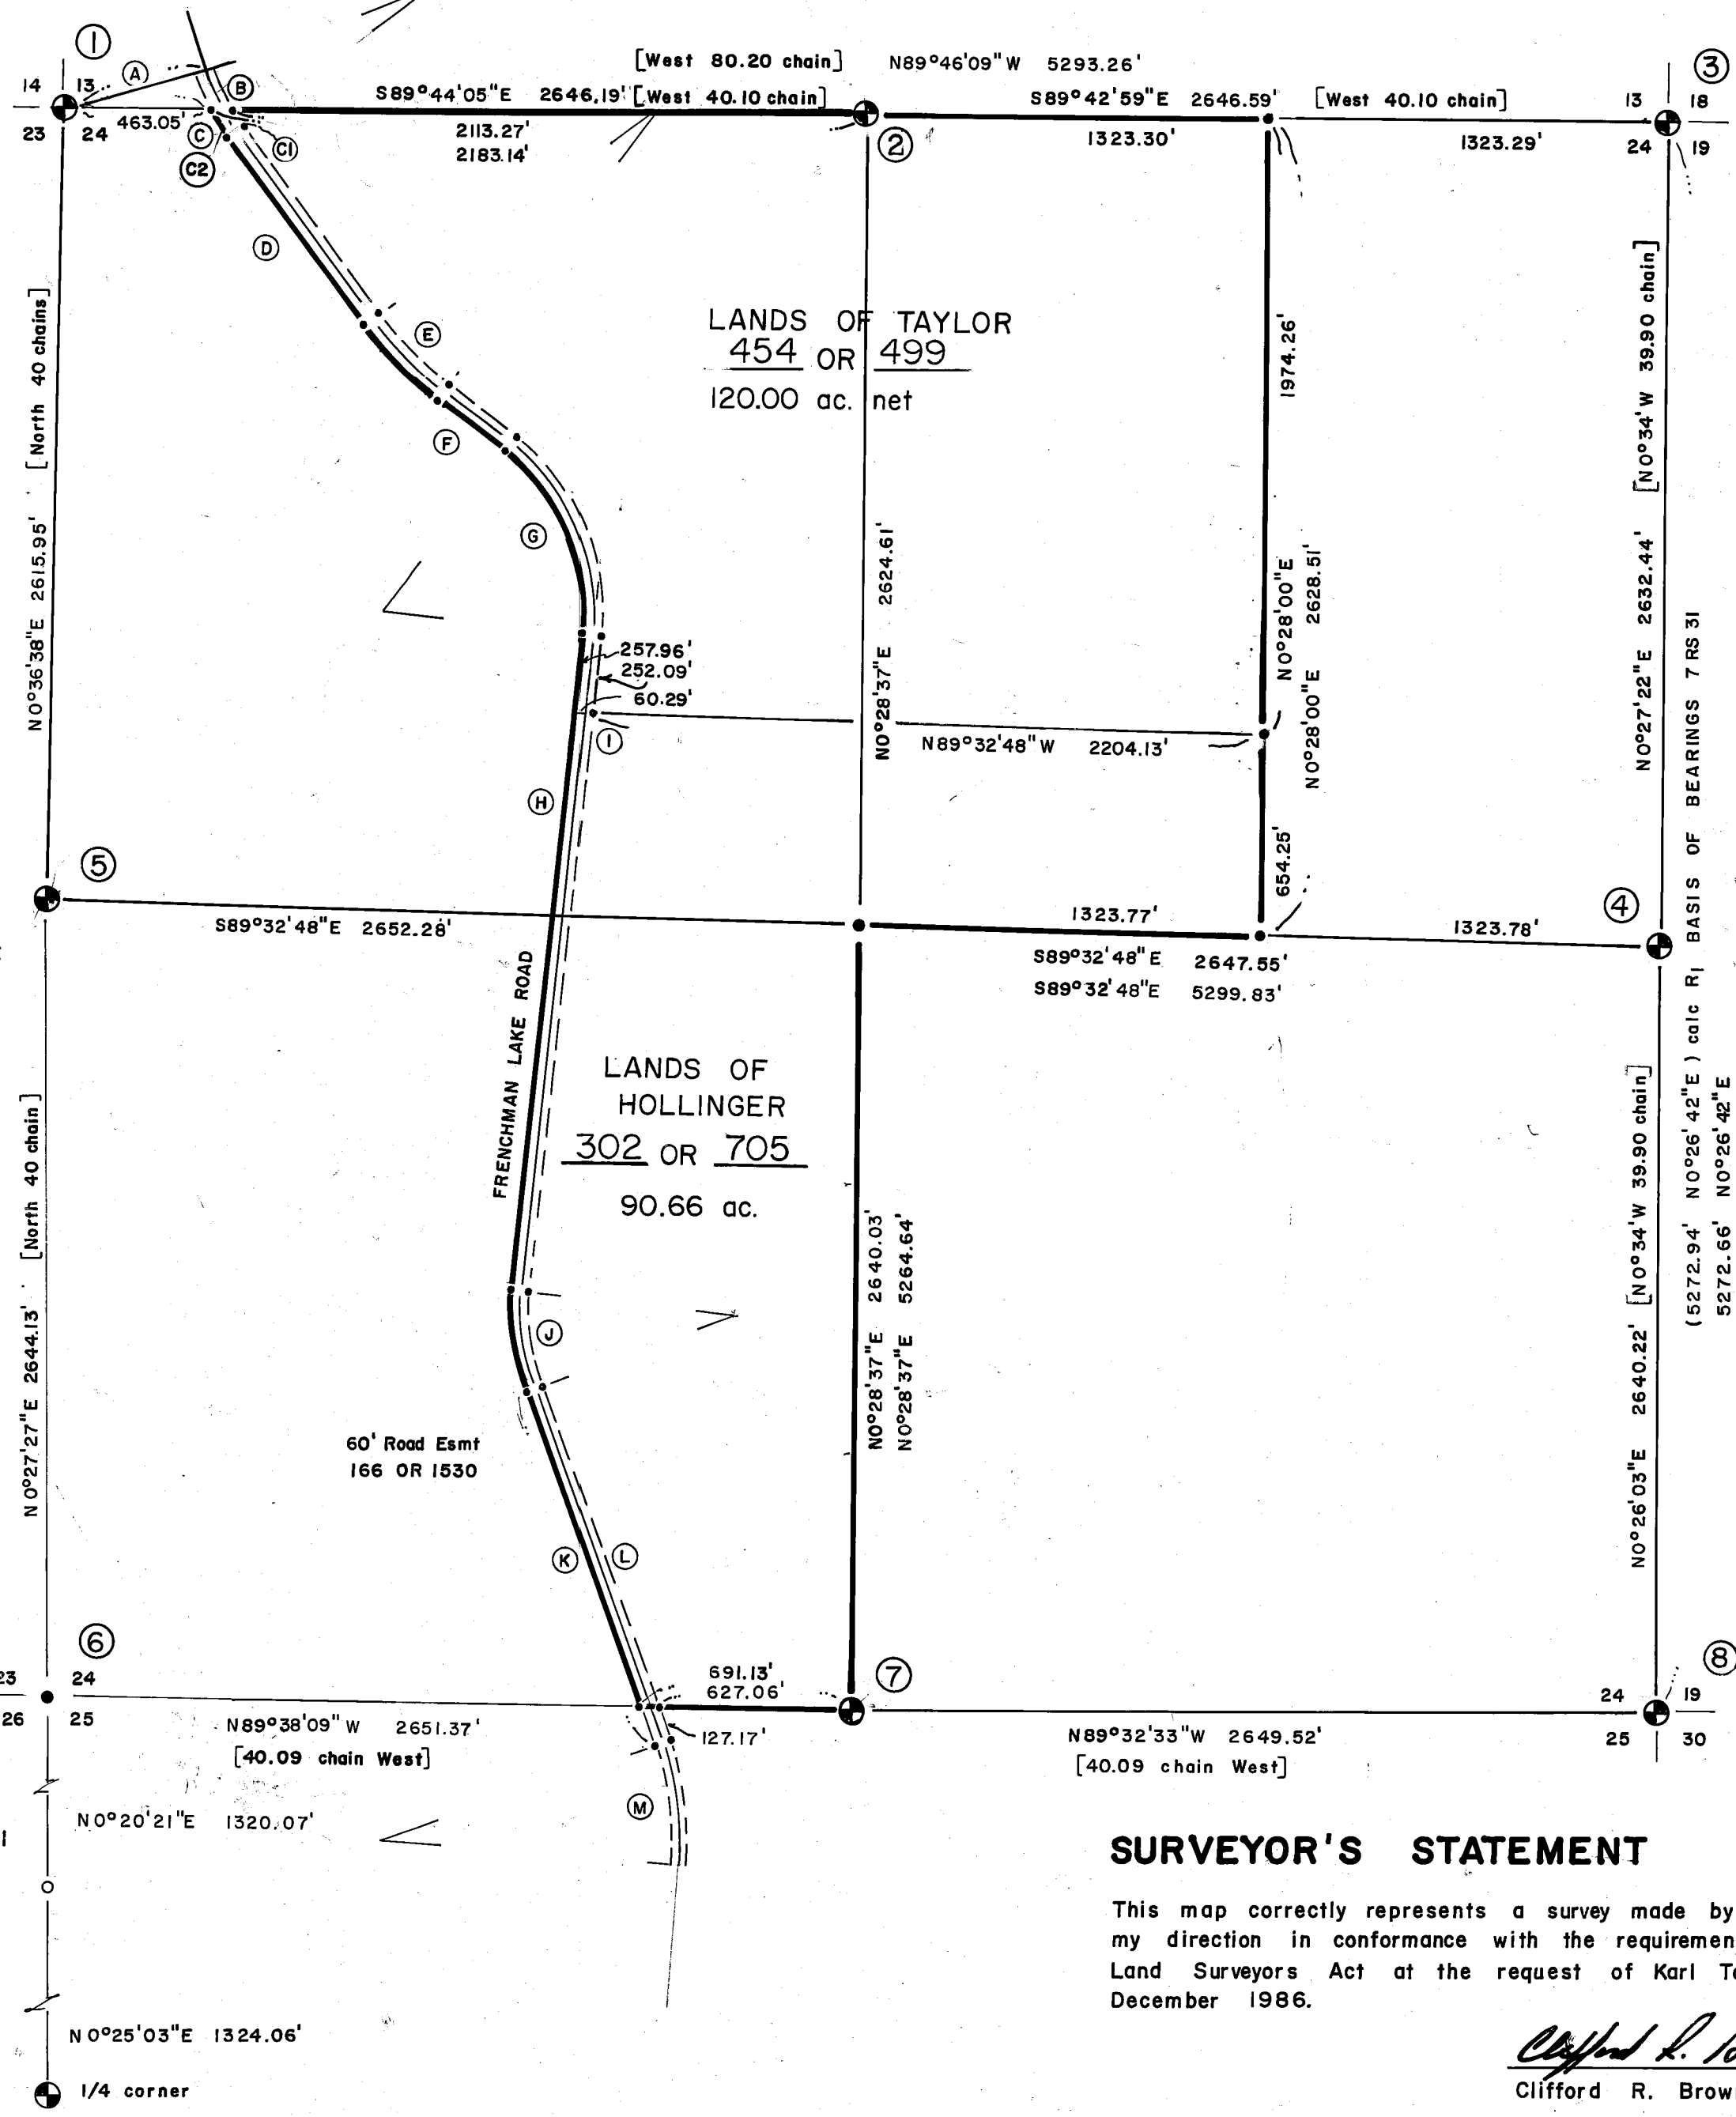 ①
②
③
14 13
23 24
Ⓐ
Ⓑ
[West 80.20 chain] N89°46'09"W 5293.26'
S89°44'05"E 2646.19' [West 40.10 chain]
S89°42'59"E 2646.59' [West 40.10 chain]
13 18
24 19
463.05'
Ⓒ
C1
C2
2113.27'
2183.14'
1323.30'
1323.29'
Ⓓ
Ⓔ
Ⓕ
Ⓖ
LANDS OF TAYLOR
454 OR 499
120.00 ac. net
N0°36'38"E 2615.95' [North 40 chains]
N0°28'37"E 2624.61'
1974.26'
N0°28'00"E
N0°28'00"E 2628.51'
N0°27'22"E 2632.44' [N0°34'W 39.90 chain]
257.96'
252.09'
60.29'
Ⓘ
N89°32'48"W 2204.13'
Ⓗ
654.25'
⑤
④
S89°32'48"E 2652.28'
1323.77'
1323.78'
S89°32'48"E 2647.55'
S89°32'48"E 5299.83'
FRENCHMAN LAKE ROAD
LANDS OF
HOLLINGER
302 OR 705
90.66 ac.
N0°27'27"E 2644.13' [North 40 chain]
N0°28'37"E 2640.03'
N0°28'37"E 5264.64'
N0°26'03"E 2640.22' [N0°34'W 39.90 chain]
(5272.94' N0°26'42"E) calc R1 BASIS OF BEARINGS 7 RS 31
5272.66' N0°26'42"E
Ⓙ
60' Road Esmt
166 OR 1530
Ⓚ
Ⓛ
⑥
⑦
⑧
23 24
26 25
691.13'
627.06'
24 19
25 30
N89°38'09"W 2651.37'
[40.09 chain West]
127.17'
N89°32'33"W 2649.52'
[40.09 chain West]
Ⓜ
N0°20'21"E 1320.07'
SURVEYOR'S STATEMENT
This map correctly represents a survey made by
my direction in conformance with the requiremen
Land Surveyors Act at the request of Karl T
December 1986.
N0°25'03"E 1324.06'
1/4 corner
Clifford R.
Clifford R. Brow